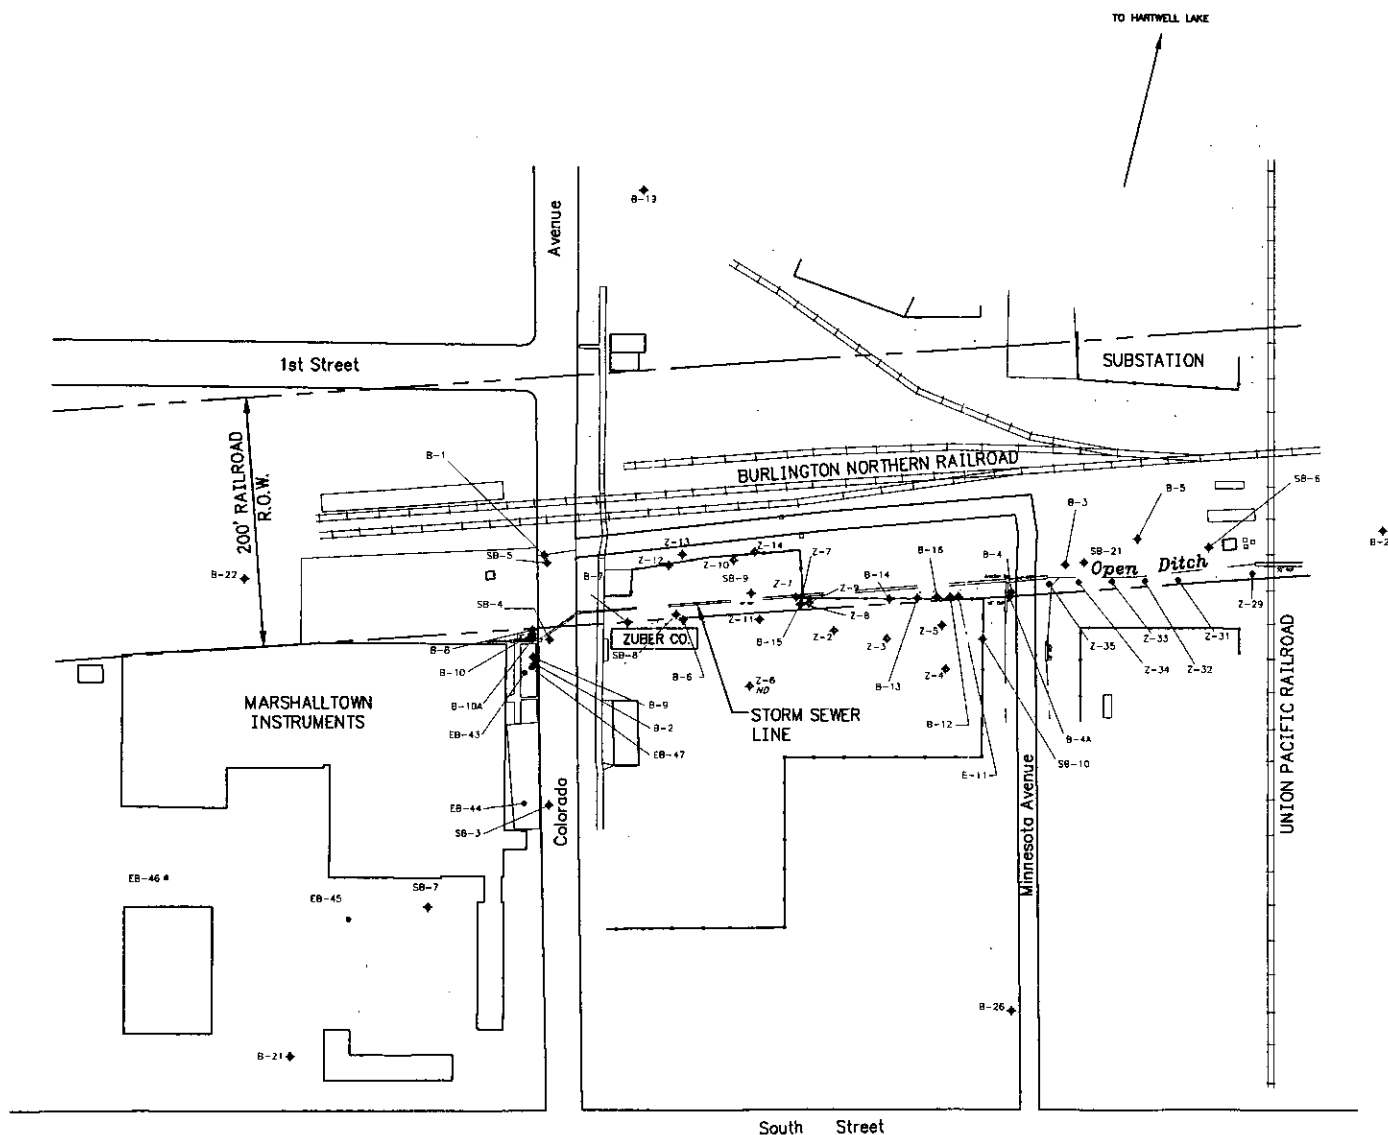 TO HARTWELL LAKE
B-19
Avenue
1st Street
SUBSTATION
200' RAILROAD
R.O.W.
B-1
BURLINGTON NORTHERN RAILROAD
SB-6
B-5
B-3
SB-5
Z-13
Z-14
Z-12
Z-10
Z-7
B-16
B-4
SB-21
Open Ditch
B-22
B-7
SB-9
Z-1
Z-9
B-14
Z-29
SB-4
Z-11
B-15
Z-2
Z-8
Z-3
Z-5
Z-35
Z-33
Z-31
B-8
ZUBER CO.
SB-8
B-10
B-6
Z-6
ND
B-13
Z-4
Z-34
Z-32
MARSHALLTOWN
INSTRUMENTS
B-10A
B-9
STORM SEWER
LINE
B-12
B-4A
EB-43
B-2
EB-47
SB-10
EB-44
SB-3
Colorado
Minnesota Avenue
UNION PACIFIC RAILROAD
EB-46
EB-45
SB-7
B-26
B-21
South Street